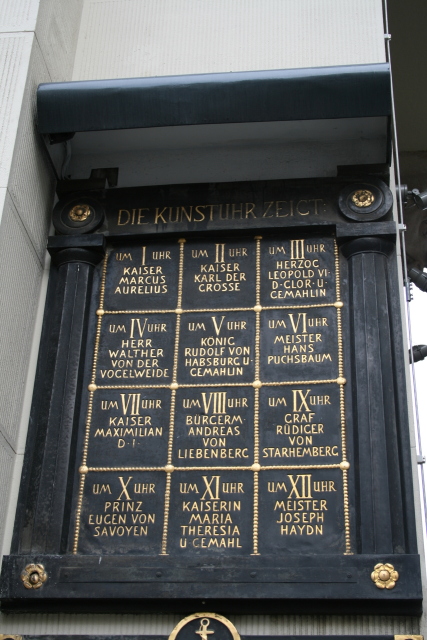 DIE KUNSTUHR ZEIGT:
UM I UHR
KAISER
MARCUS
AURELIUS
UM II UHR
KAISER
KARL DER
GROSSE
UM III UHR
HERZOG
LEOPOLD VI·
D·GLOR·U·
GEMAHLIN
UM IV UHR
HERR
WALTHER
VON DER
VOGELWEIDE
UM V UHR
KÖNIG
RUDOLF VON
HABSBURG U·
GEMAHLIN
UM VI UHR
MEISTER
HANS
PUCHSBAUM
UM VII UHR
KAISER
MAXIMILIAN
D·I·
UM VIII UHR
BÜRGERM·
ANDREAS
VON
LIEBENBERG
UM IX UHR
GRAF
RÜDIGER
VON
STARHEMBERG
UM X UHR
PRINZ
EUGEN VON
SAVOYEN
UM XI UHR
KAISERIN
MARIA
THERESIA
U·GEMAHL
UM XII UHR
MEISTER
JOSEPH
HAYDN